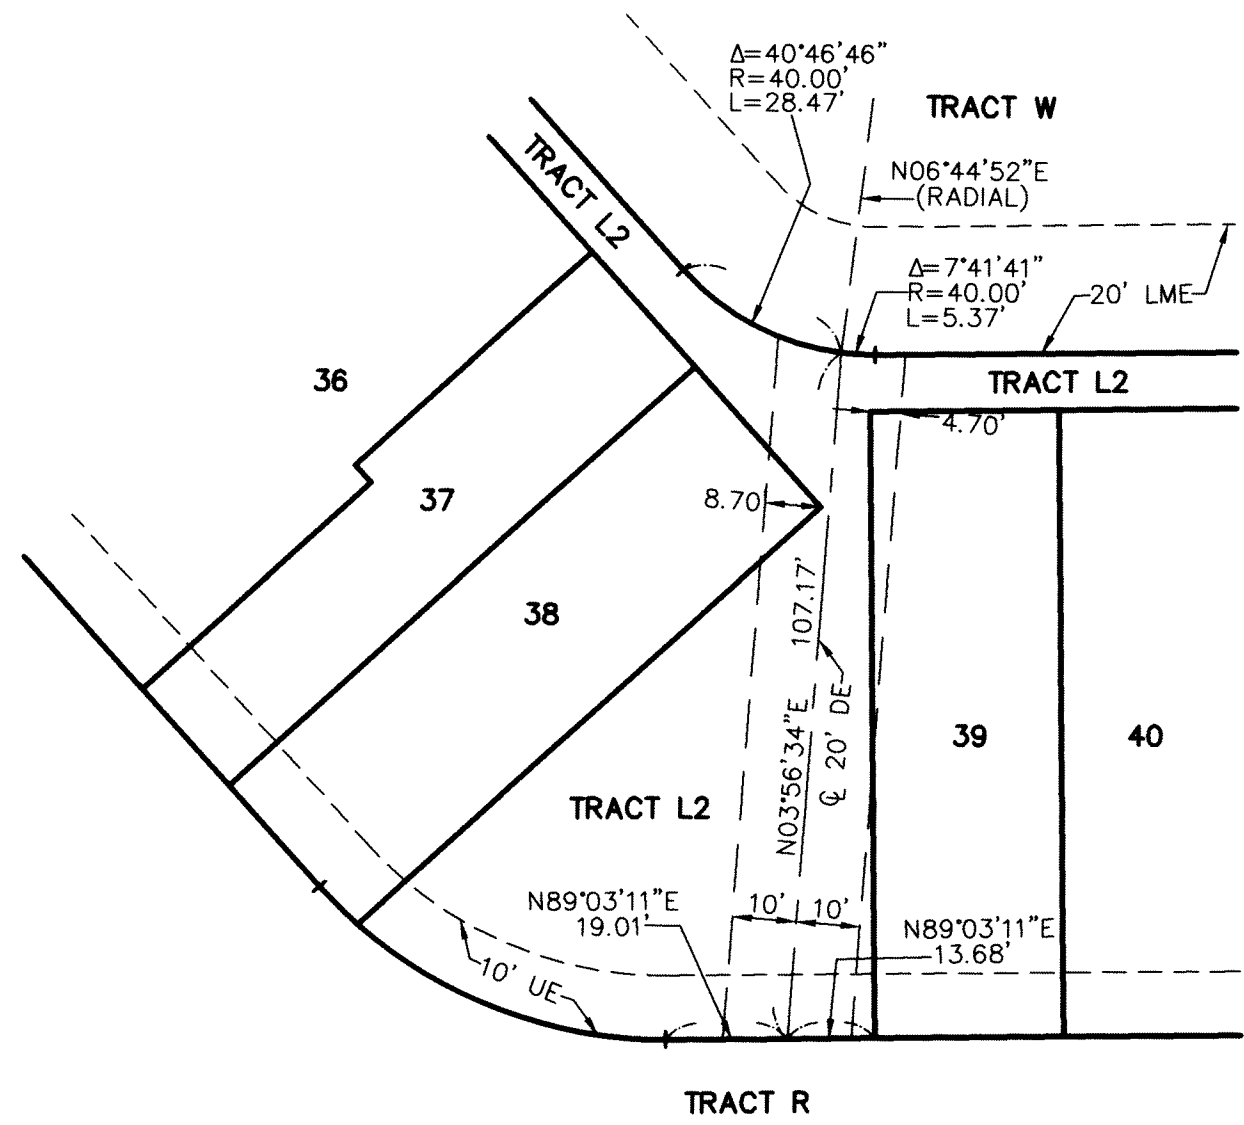 Δ=40°46'46"
R=40.00'
L=28.47'
TRACT W
TRACT L2
N06°44'52"E
(RADIAL)
Δ=7°41'41"
R=40.00'
L=5.37'
20' LME
36
TRACT L2
4.70'
37
8.70
38
107.17'
N03°56'34"E
℄ 20' DE
39
40
TRACT L2
N89°03'11"E
19.01'
10'
10'
N89°03'11"E
13.68'
10' UE
TRACT R